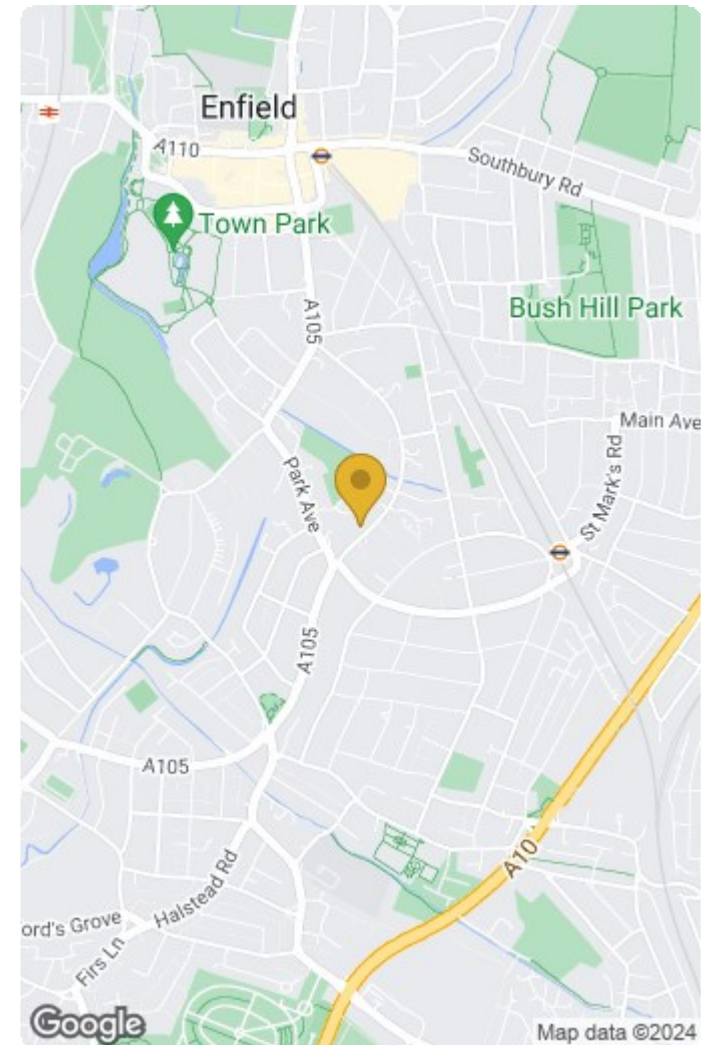 Enfield
A110
Southbury Rd
Town Park
Bush Hill Park
A105
Main Ave
Park Ave
St Mark's Rd
A105
A105
A10
Halstead Rd
ord's Grove
Firs Ln
Google
Map data ©2024